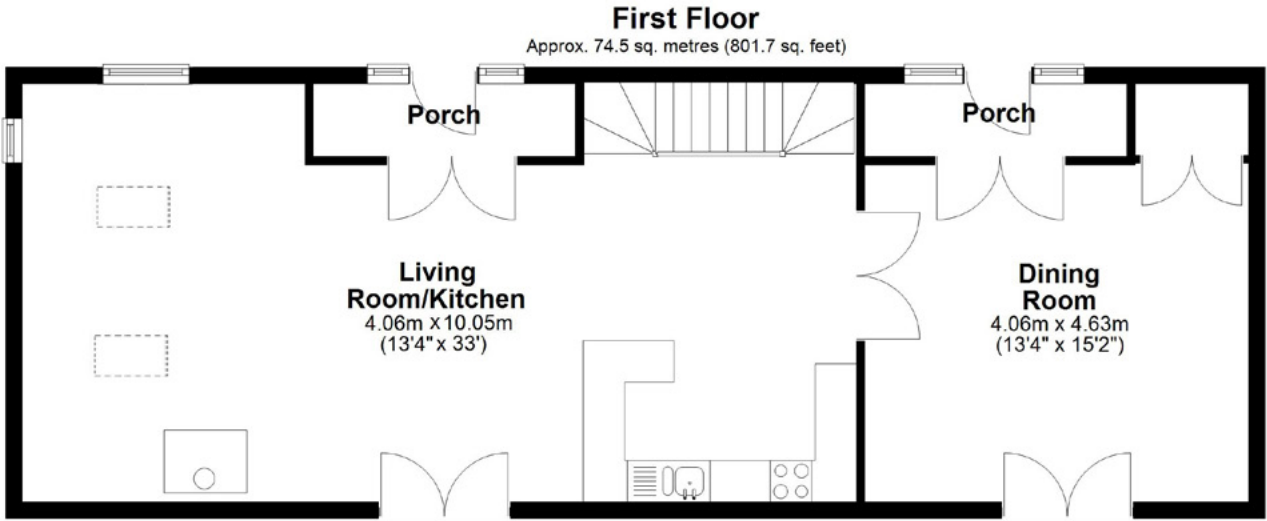 First Floor
Approx. 74.5 sq. metres (801.7 sq. feet)
Porch
Porch
Living
Room/Kitchen
4.06m x 10.05m
(13'4" x 33')
Dining
Room
4.06m x 4.63m
(13'4" x 15'2")